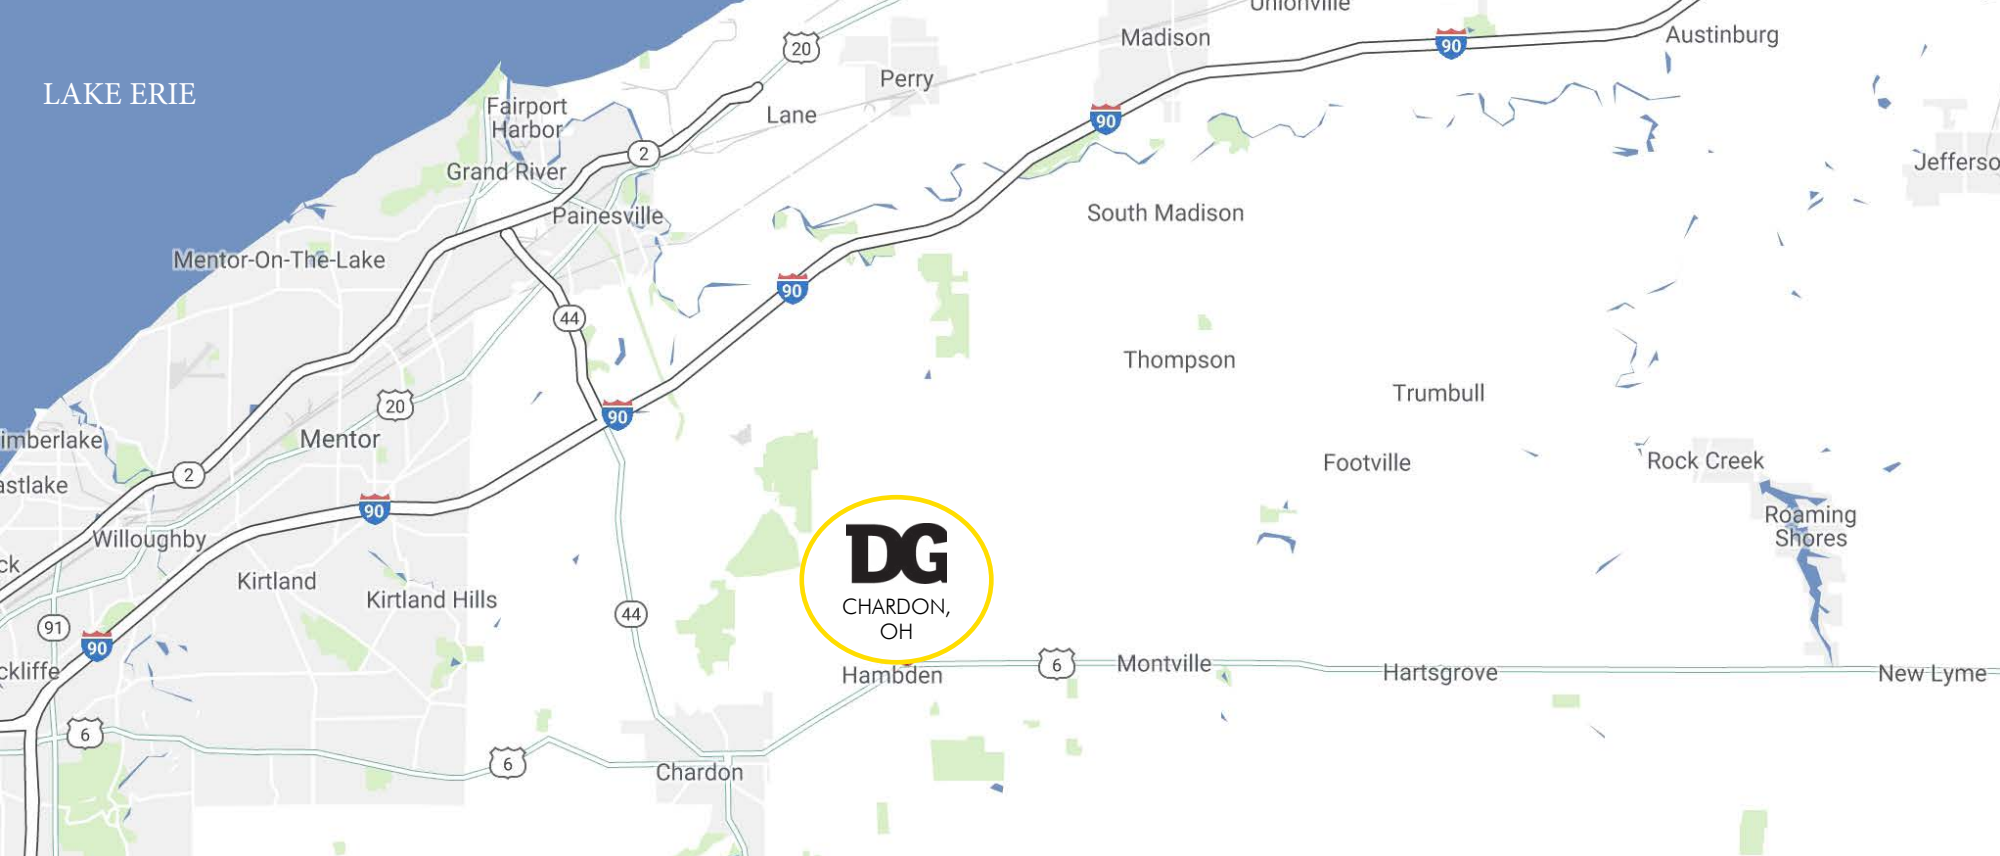 Unionville
20
Madison
90
Austinburg
LAKE ERIE
Perry
Fairport
Harbor
Lane
90
2
Jefferso
Grand River
Painesville
South Madison
Mentor-On-The-Lake
90
44
Thompson
Trumbull
20
90
imberlake
Mentor
Footville
Rock Creek
2
astlake
90
Roaming
Shores
Willoughby
DG
ck
Kirtland
Kirtland Hills
CHARDON,
OH
44
91
90
ckliffe
Hambden
6
Montville
Hartsgrove
New Lyme
6
6
Chardon